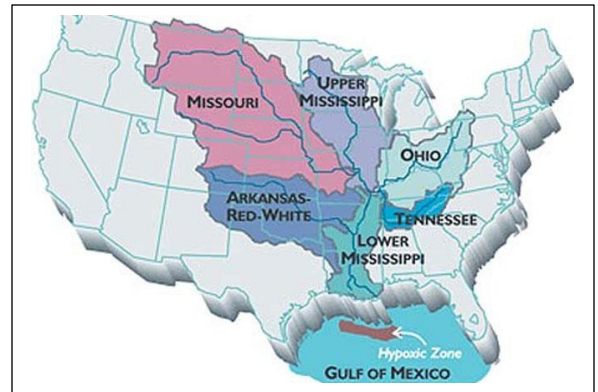 MISSOURI
UPPER
MISSISSIPPI
OHIO
ARKANSAS-
RED-WHITE
TENNESSEE
LOWER
MISSISSIPPI
Hypoxic Zone
GULF OF MEXICO